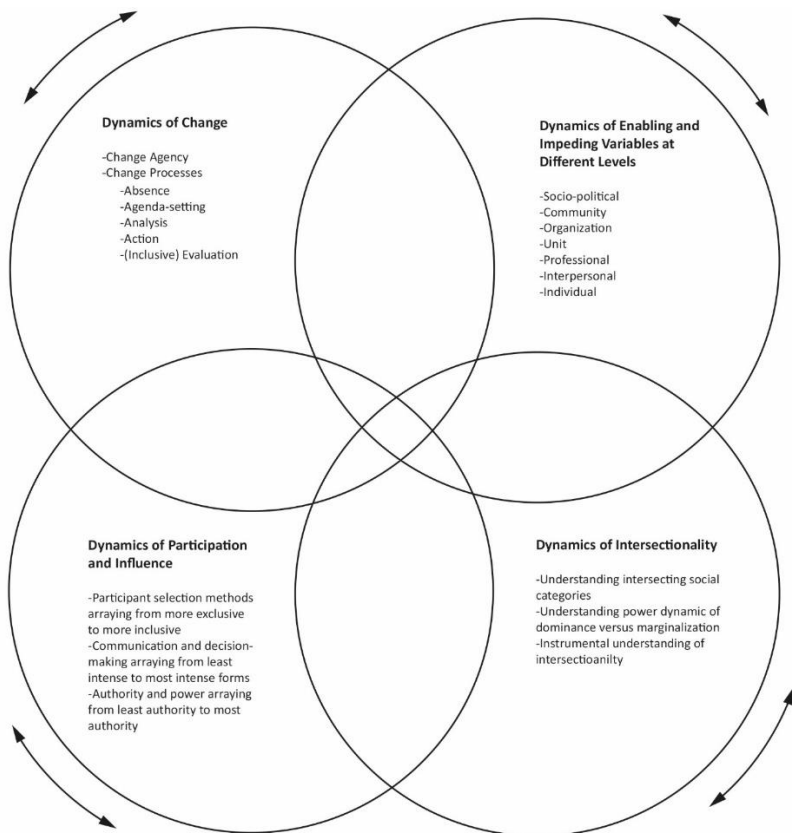 Dynamics of Change
-Change Agency
-Change Processes
-Absence
-Agenda-setting
-Analysis
-Action
-(Inclusive) Evaluation
Dynamics of Enabling and
Impeding Variables at
Different Levels
-Socio-political
-Community
-Organization
-Unit
-Professional
-Interpersonal
-Individual
Dynamics of Participation
and Influence
-Participant selection methods
arraying from more exclusive
to more inclusive
-Communication and decision-
making arraying from least
intense to most intense forms
-Authority and power arraying
from least authority to most
authority
Dynamics of Intersectionality
-Understanding intersecting social
categories
-Understanding power dynamic of
dominance versus marginalization
-Instrumental understanding of
intersectioanilty